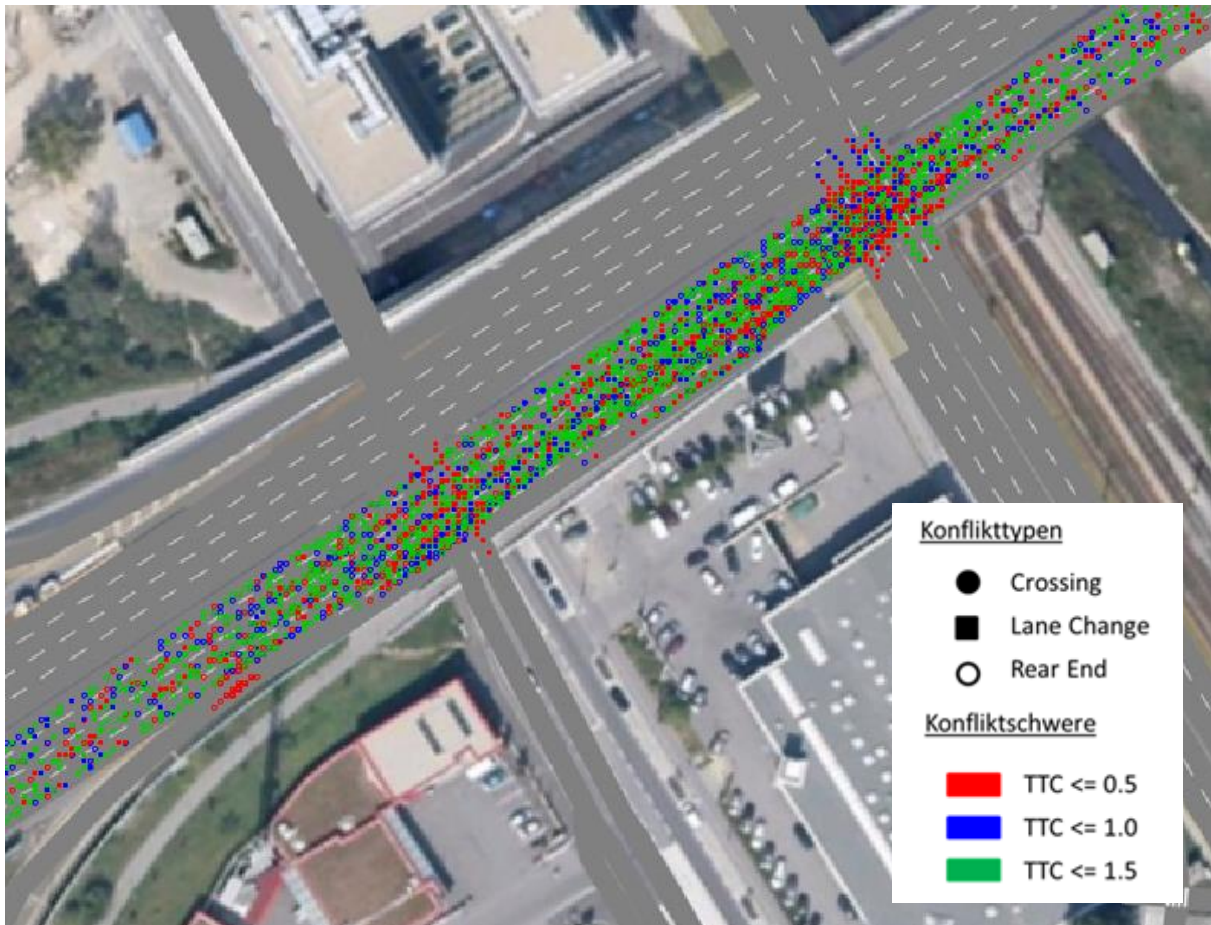 Konflikttypen
Crossing
Lane Change
Rear End
Konfliktschwere
TTC <= 0.5
TTC <= 1.0
TTC <= 1.5